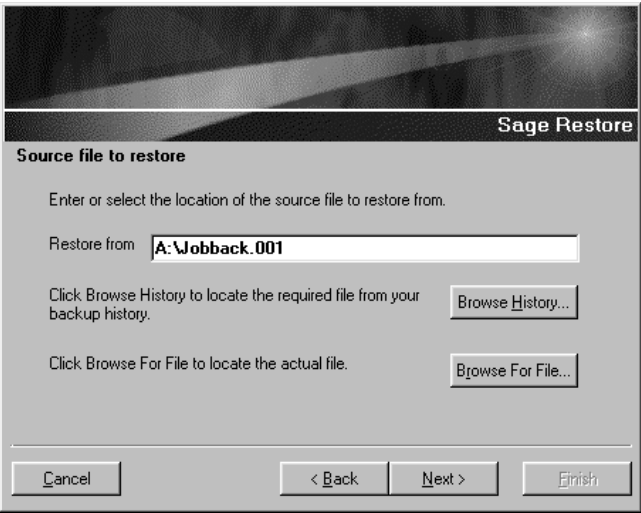 Sage Restore
Source file to restore
Enter or select the location of the source file to restore from.
Restore from A:\Jobback.001
Click Browse History to locate the required file from your
backup history.
Browse History...
Click Browse For File to locate the actual file.
Browse For File...
Cancel < Back Next > Finish